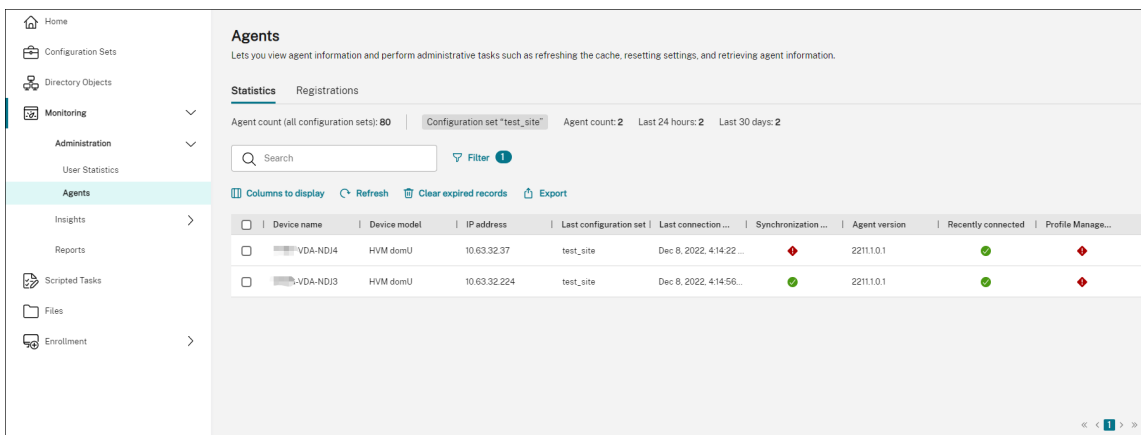 Home
Configuration Sets
Directory Objects
Monitoring
Administration
User Statistics
Agents
Insights
Reports
Scripted Tasks
Files
Enrollment
Agents
Lets you view agent information and perform administrative tasks such as refreshing the cache, resetting settings, and retrieving agent information.
Statistics Registrations
Agent count (all configuration sets): 80 Configuration set "test_site" Agent count: 2 Last 24 hours: 2 Last 30 days: 2
Search Filter 1
Columns to display Refresh Clear expired records Export
Device name Device model IP address Last configuration set Last connection ... Synchronization ... Agent version Recently connected Profile Manage...
-VDA-NDJ4 HVM domU 10.63.32.37 test_site Dec 8, 2022, 4:14:22 ... 2211.1.0.1
-VDA-NDJ3 HVM domU 10.63.32.224 test_site Dec 8, 2022, 4:14:56... 2211.1.0.1
« < 1 > »